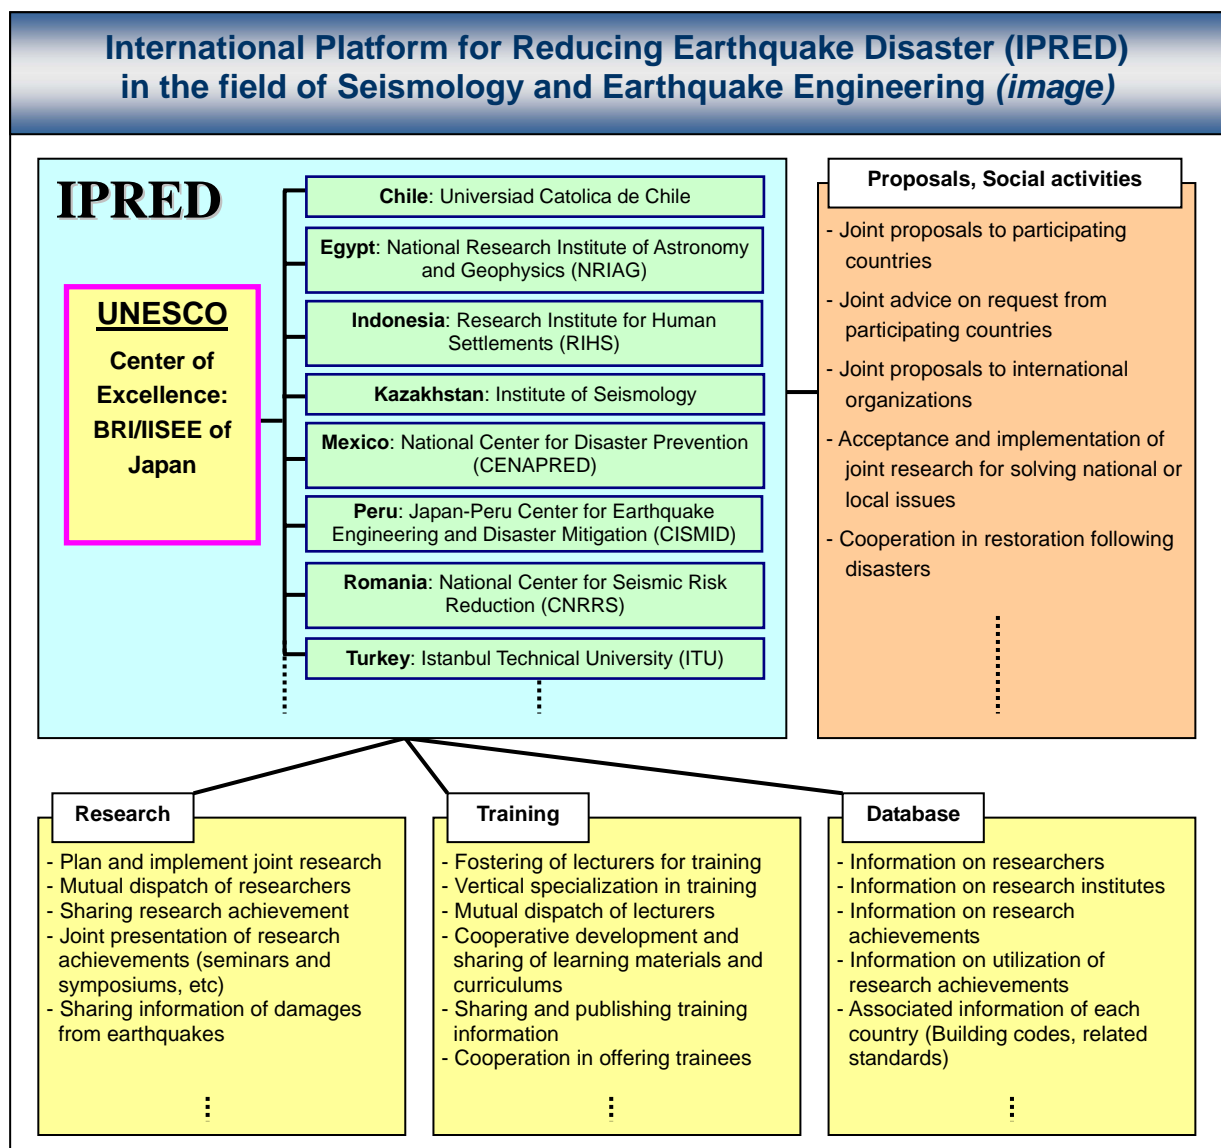 International Platform for Reducing Earthquake Disaster (IPRED)
in the field of Seismology and Earthquake Engineering (image)
IPRED
UNESCO
Center of
Excellence:
BRI/IISEE of
Japan
Chile: Universiad Catolica de Chile
Egypt: National Research Institute of Astronomy
and Geophysics (NRIAG)
Indonesia: Research Institute for Human
Settlements (RIHS)
Kazakhstan: Institute of Seismology
Mexico: National Center for Disaster Prevention
(CENAPRED)
Peru: Japan-Peru Center for Earthquake
Engineering and Disaster Mitigation (CISMID)
Romania: National Center for Seismic Risk
Reduction (CNRRS)
Turkey: Istanbul Technical University (ITU)
Proposals, Social activities
- Joint proposals to participating
countries
- Joint advice on request from
participating countries
- Joint proposals to international
organizations
- Acceptance and implementation of
joint research for solving national or
local issues
- Cooperation in restoration following
disasters
Research
- Plan and implement joint research
- Mutual dispatch of researchers
- Sharing research achievement
- Joint presentation of research
achievements (seminars and
symposiums, etc)
- Sharing information of damages
from earthquakes
Training
- Fostering of lecturers for training
- Vertical specialization in training
- Mutual dispatch of lecturers
- Cooperative development and
sharing of learning materials and
curriculums
- Sharing and publishing training
information
- Cooperation in offering trainees
Database
- Information on researchers
- Information on research institutes
- Information on research
achievements
- Information on utilization of
research achievements
- Associated information of each
country (Building codes, related
standards)